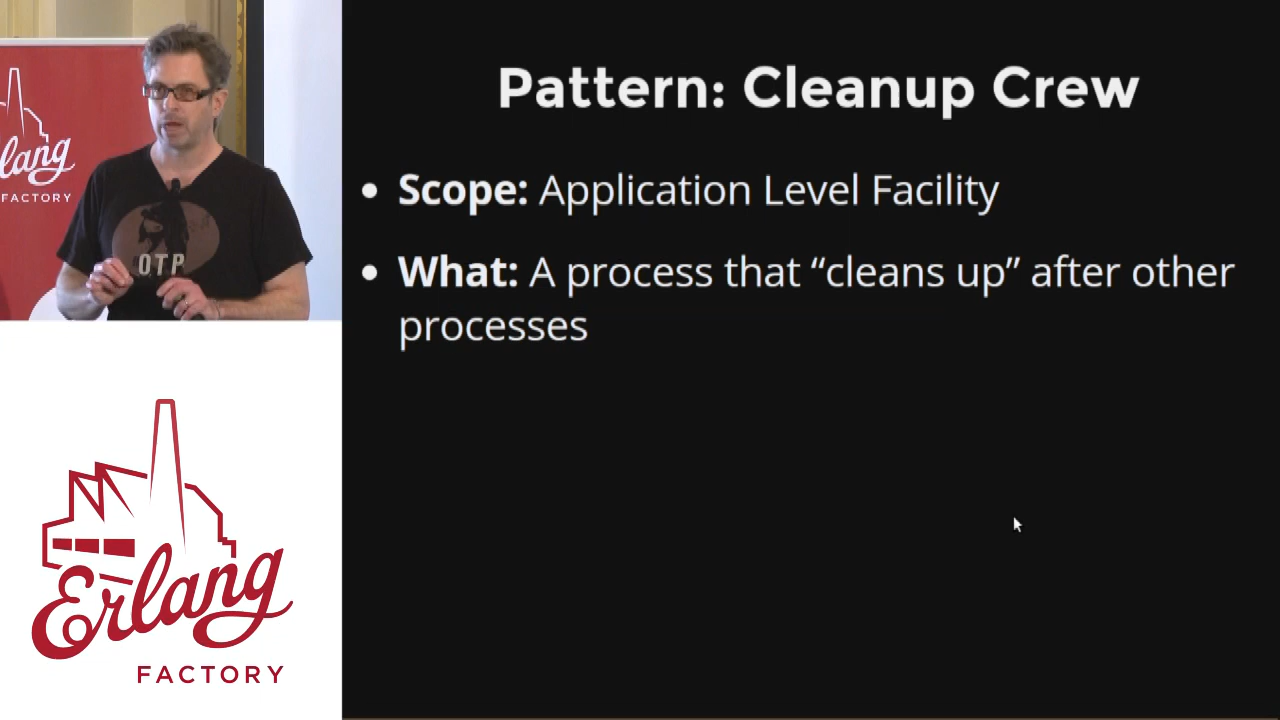 lang
FACTORY
OTP
Pattern: Cleanup Crew
• Scope: Application Level Facility
• What: A process that “cleans up” after other
processes
Erlang
FACTORY